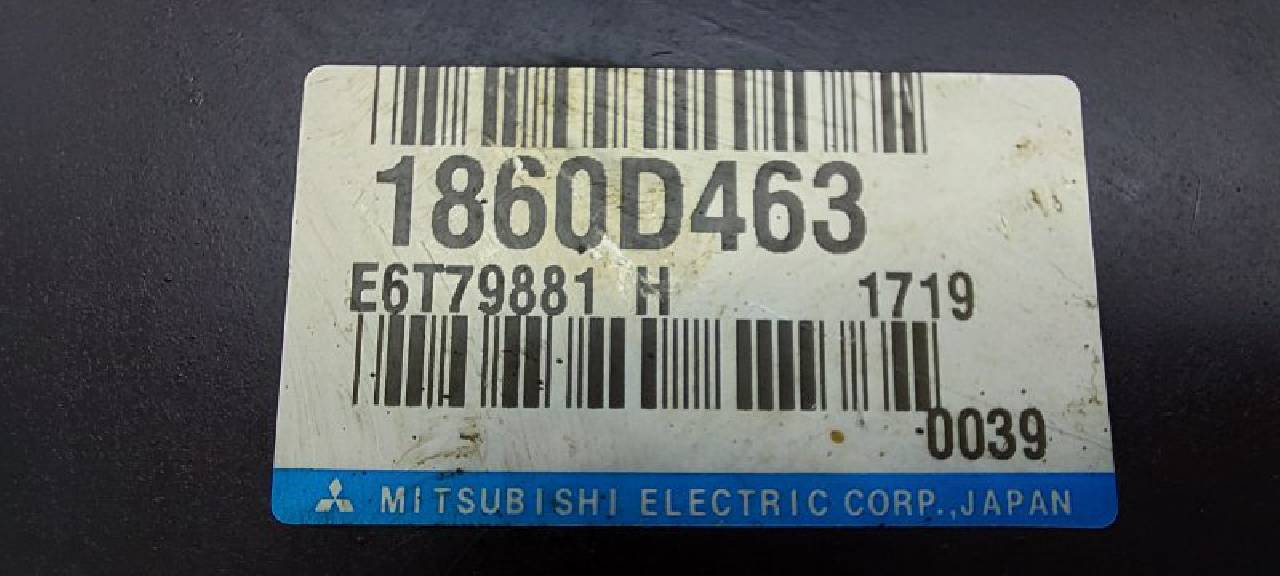 1860D463
E6T79881 H 1719
0039
MITSUBISHI ELECTRIC CORP., JAPAN